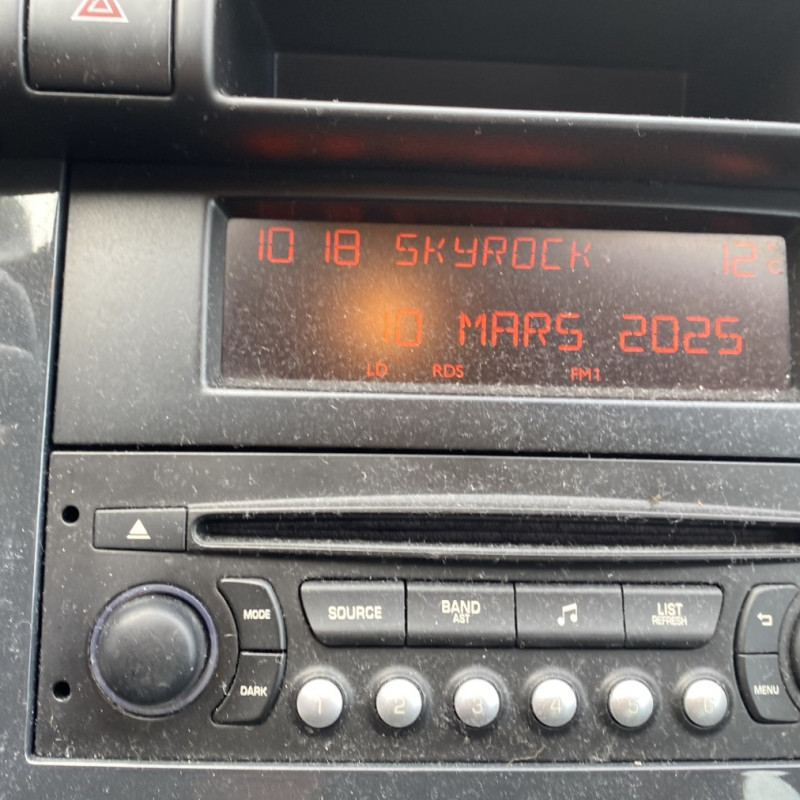 10 18 SKYROCK 12°C
10 MARS 2025
LD RDS FM1
MODE SOURCE BAND LIST
AST REFRESH
DARK 1 2 3 4 5 6 MENU